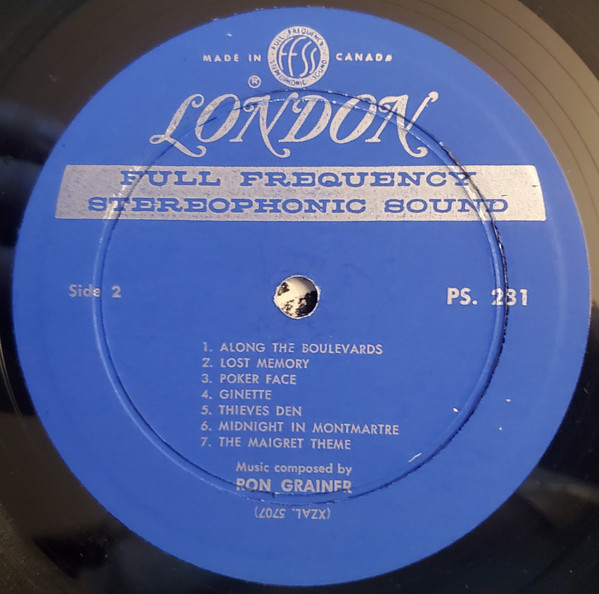 FULL FREQUENCY
STEREOPHONIC SOUND
FFSS
MADE IN CANADA
®
LONDON
FULL FREQUENCY
STEREOPHONIC SOUND
Side 2
PS. 231
1. ALONG THE BOULEVARDS
2. LOST MEMORY
3. POKER FACE
4. GINETTE
5. THIEVES DEN
6. MIDNIGHT IN MONTMARTRE
7. THE MAIGRET THEME
Music composed by
RON GRAINER
(XZAL. 5707)